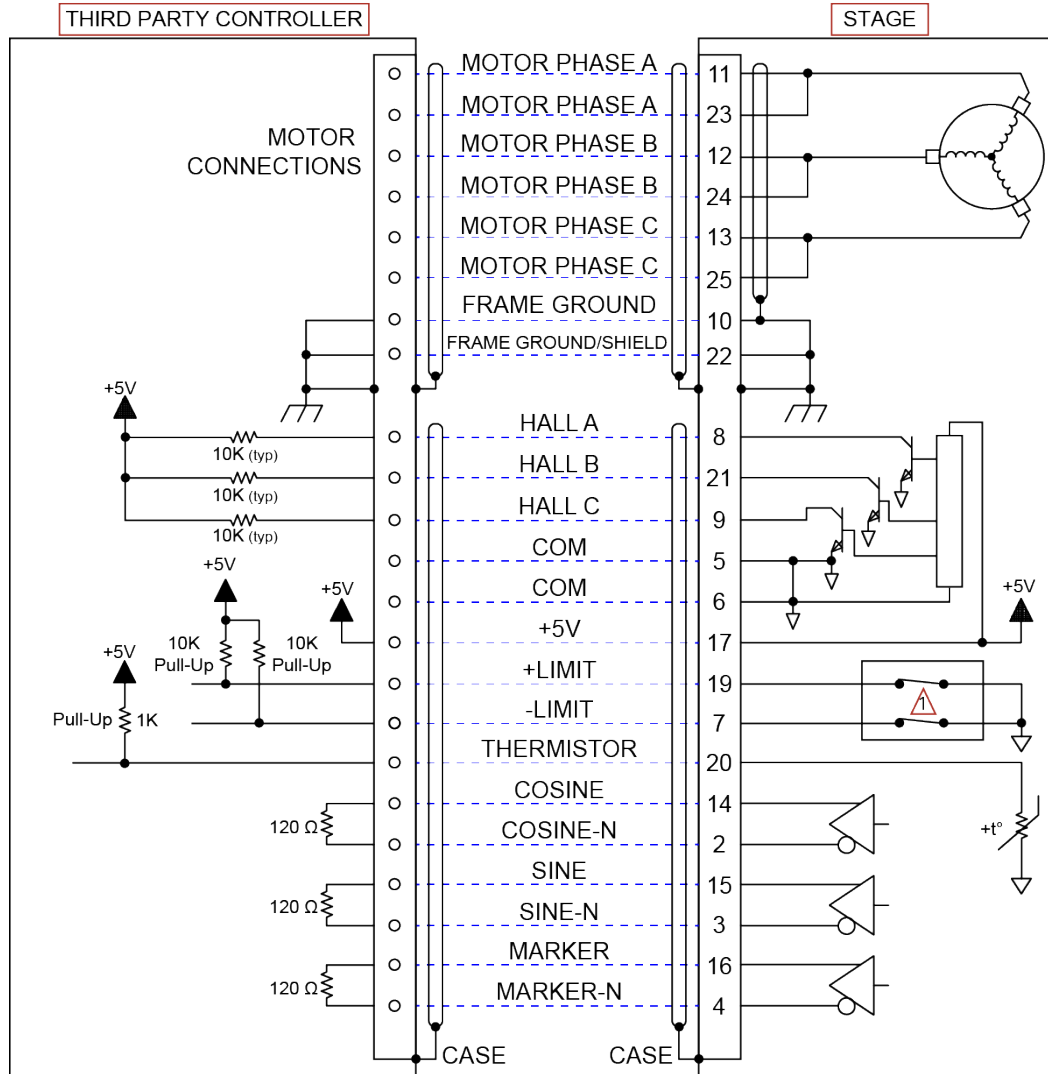 THIRD PARTY CONTROLLER
STAGE
MOTOR CONNECTIONS
MOTOR PHASE A 11
MOTOR PHASE A 23
MOTOR PHASE B 12
MOTOR PHASE B 24
MOTOR PHASE C 13
MOTOR PHASE C 25
FRAME GROUND 10
FRAME GROUND/SHIELD 22
+5V
10K (typ) HALL A 8
10K (typ) HALL B 21
10K (typ) HALL C 9
COM 5
+5V
COM 6
+5V
+5V 17
+5V
10K Pull-Up
10K Pull-Up
+LIMIT 19
1
-LIMIT 7
+5V
Pull-Up 1K
THERMISTOR 20
+t°
120 Ω
COSINE 14
COSINE-N 2
120 Ω
SINE 15
SINE-N 3
120 Ω
MARKER 16
MARKER-N 4
CASE
CASE